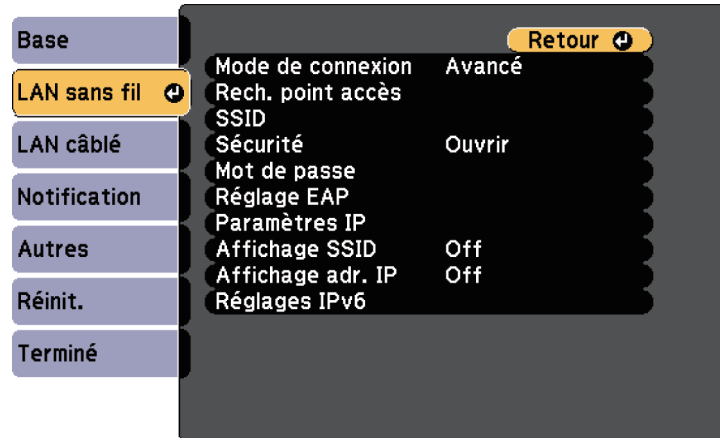 Base
LAN sans fil
LAN câblé
Notification
Autres
Réinit.
Terminé
Retour
Mode de connexion Avancé
Rech. point accès
SSID
Sécurité Ouvrir
Mot de passe
Réglage EAP
Paramètres IP
Affichage SSID Off
Affichage adr. IP Off
Réglages IPv6